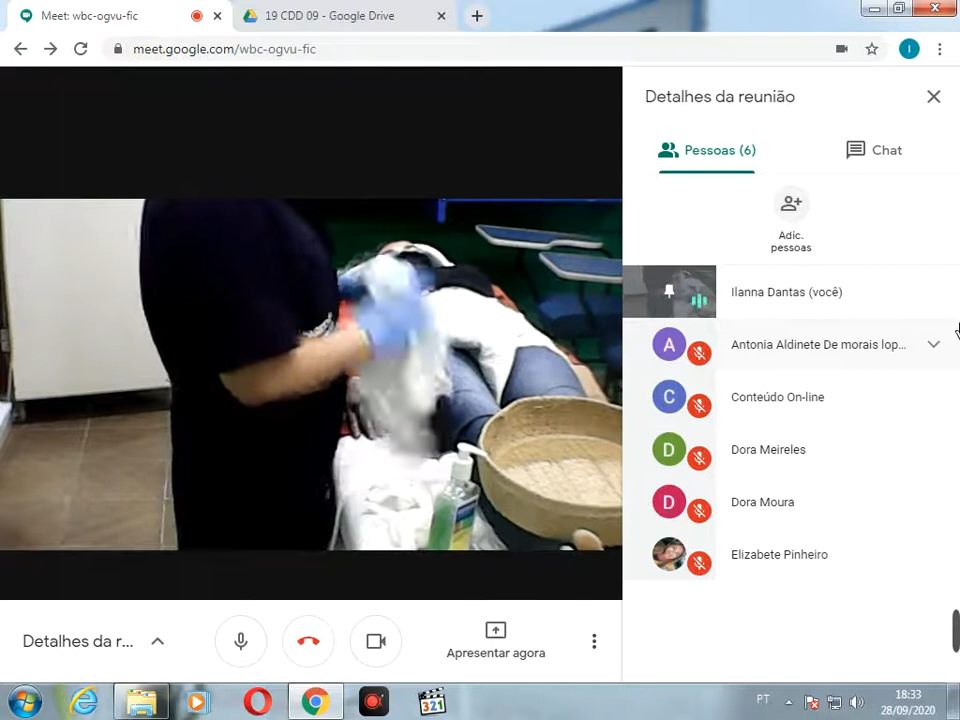 Meet: wbc-ogvu-fic
19 CDD 09 - Google Drive
meet.google.com/wbc-ogvu-fic
I
Detalhes da reunião
Pessoas (6)
Chat
Adic.
pessoas
Ilanna Dantas (você)
A
Antonia Aldinete De morais lop...
C
Conteúdo On-line
D
Dora Meireles
D
Dora Moura
Elizabete Pinheiro
Detalhes da r...
Apresentar agora
321
PT
18:33
28/09/2020